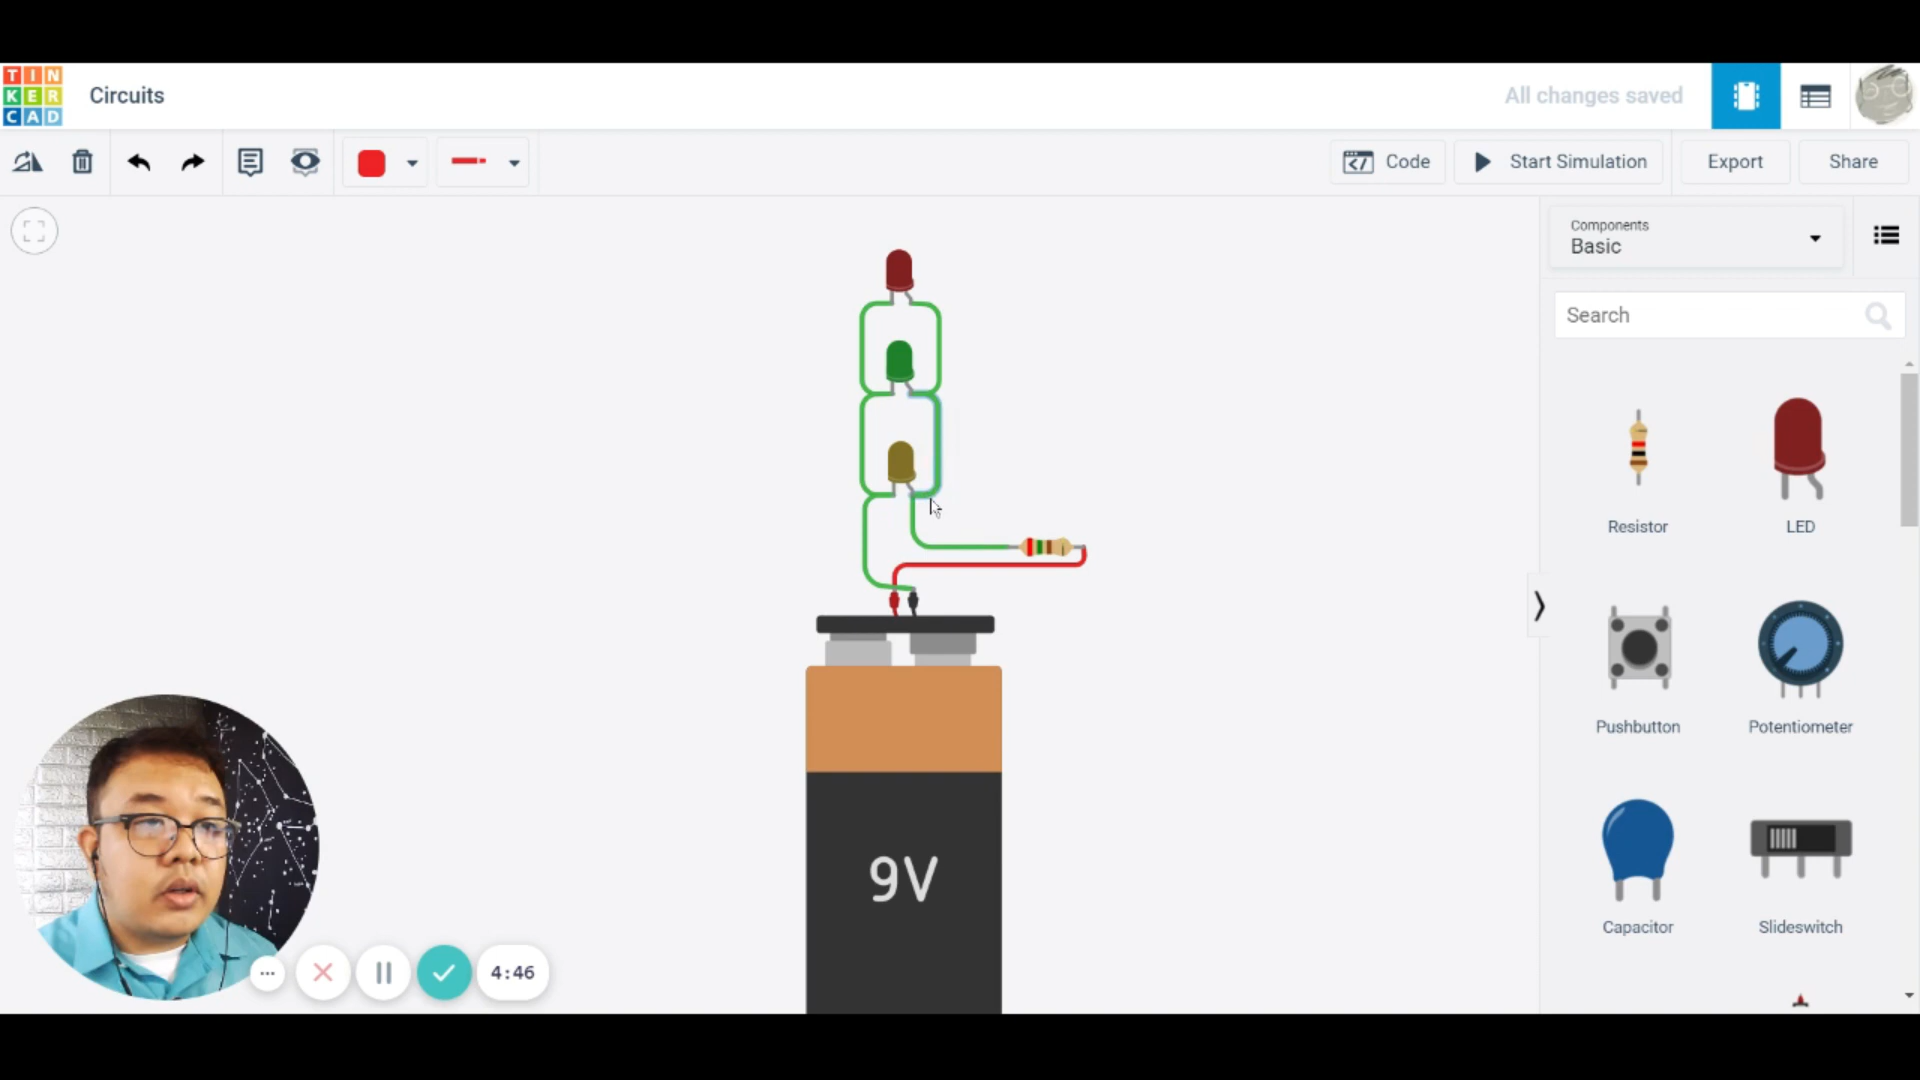 TIN
KER
CAD
Circuits
All changes saved
Code
Start Simulation
Export
Share
Components
Basic
Search
Resistor
LED
Pushbutton
Potentiometer
Capacitor
Slideswitch
9V
4:46